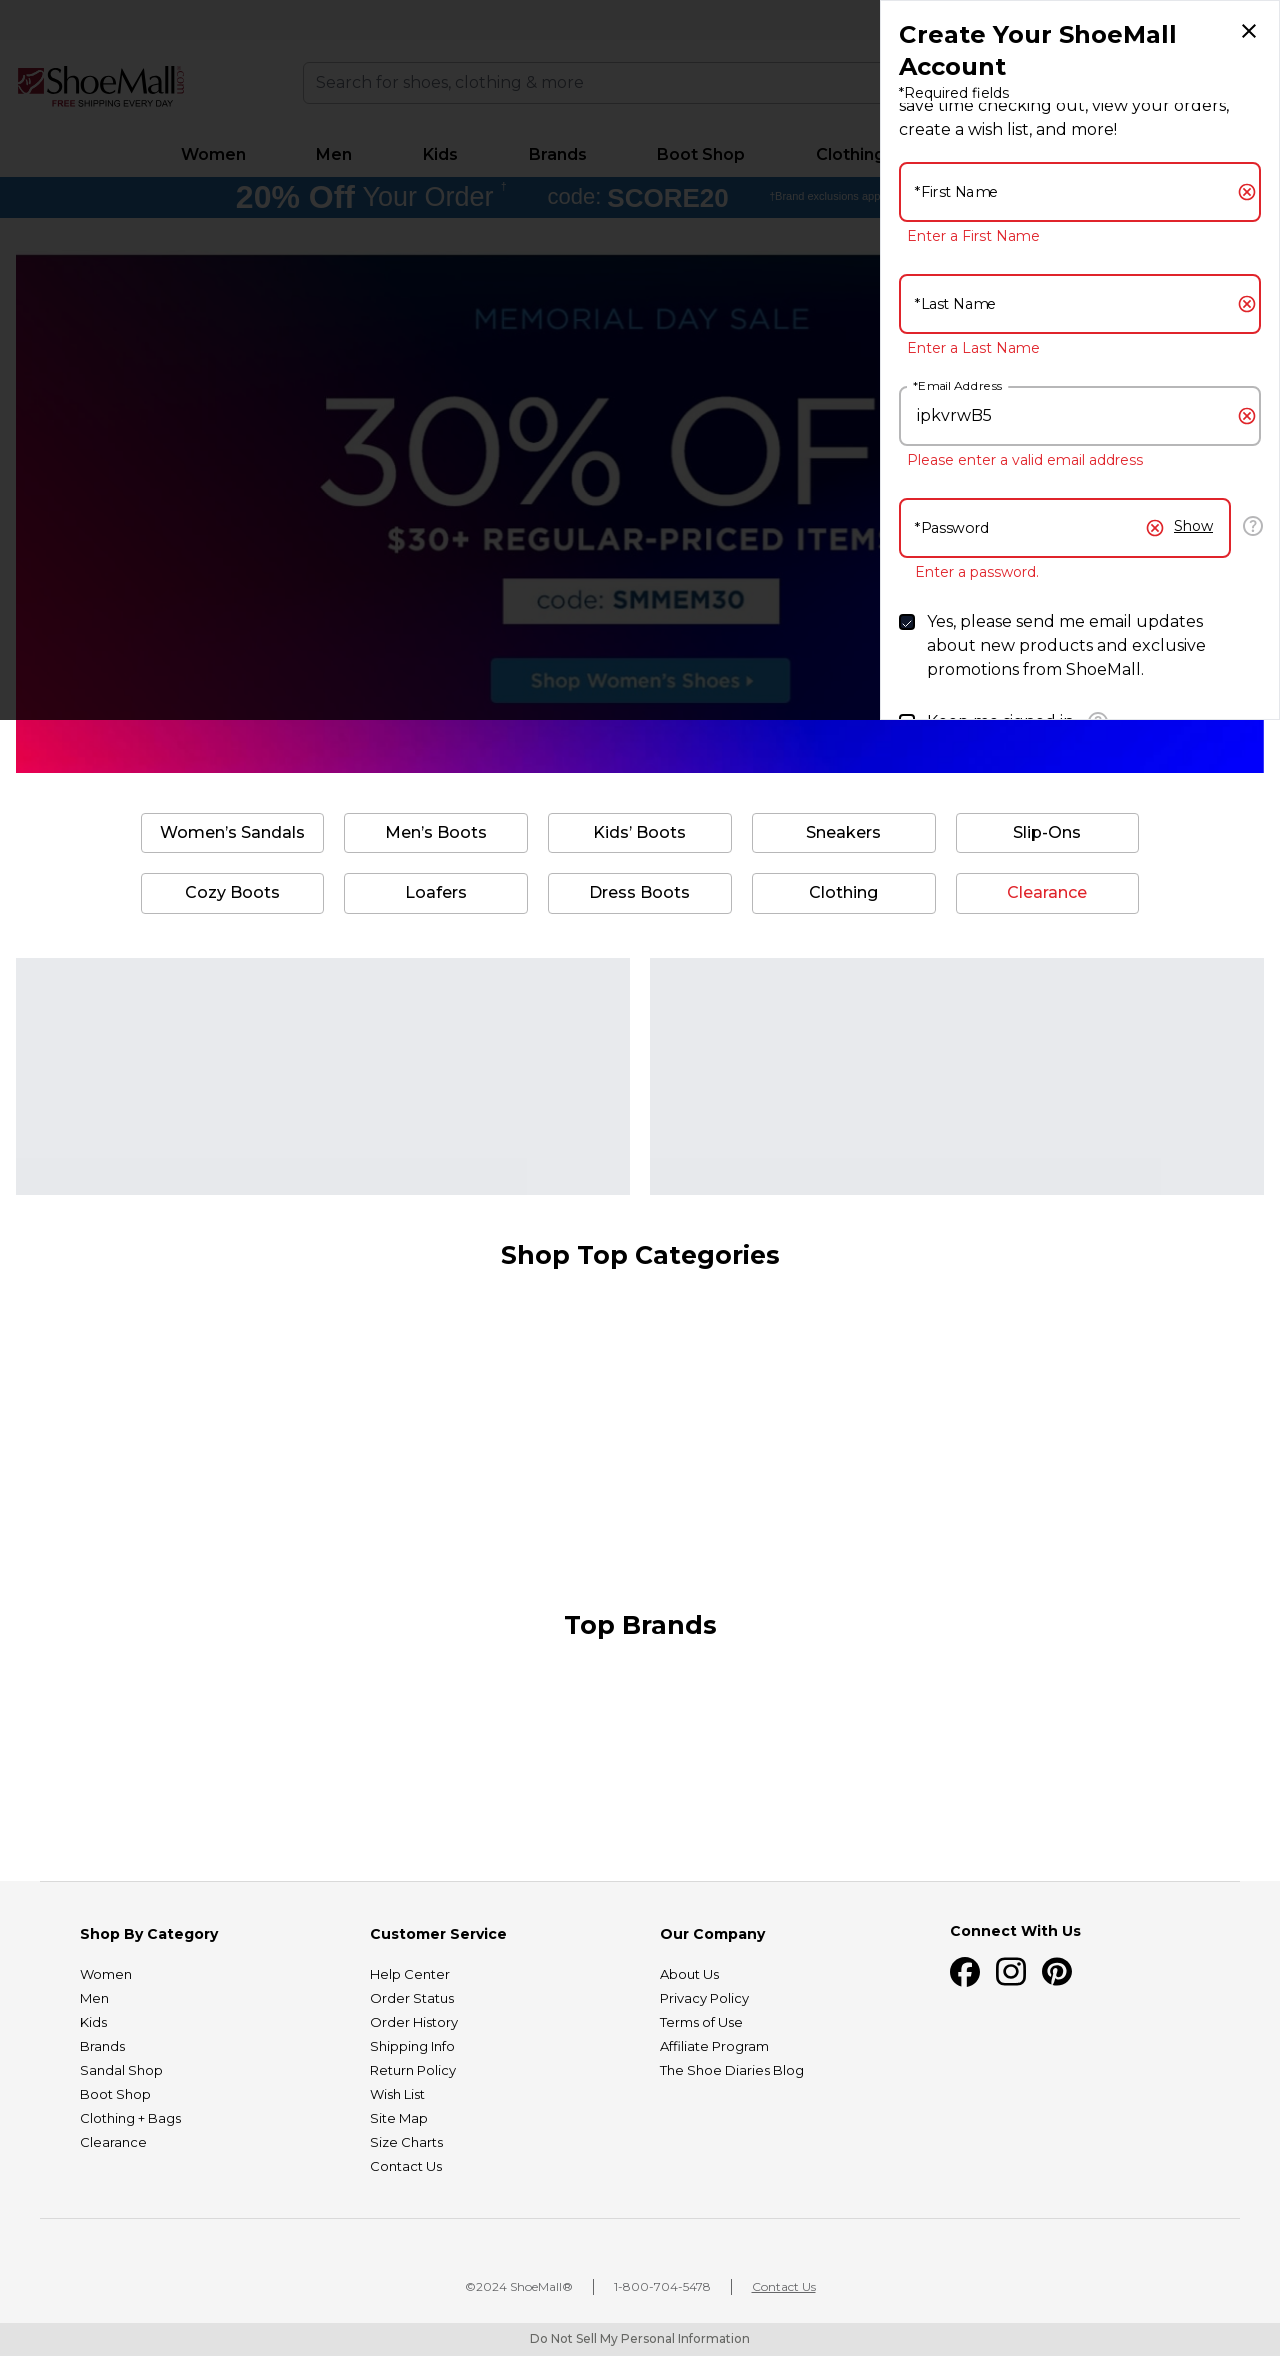 ShoeMall.com
FREE SHIPPING EVERY DAY
Search for shoes, clothing & more
Women Men Kids Brands Boot Shop Clothing
20% Off Your Order † code: SCORE20 †Brand exclusions app
MEMORIAL DAY SALE
30% OF
$30+ REGULAR-PRICED ITEMS
code: SMMEM30
Shop Women's Shoes
Create Your ShoeMall
Account
*Required fields
save time checking out, view your orders,
create a wish list, and more!
*First Name
Enter a First Name
*Last Name
Enter a Last Name
*Email Address
ipkvrwB5
Please enter a valid email address
*Password Show ?
Enter a password.
Yes, please send me email updates
about new products and exclusive
promotions from ShoeMall.
Keep me signed in
Women’s Sandals Men’s Boots Kids’ Boots Sneakers Slip-Ons
Cozy Boots Loafers Dress Boots Clothing Clearance
Shop Top Categories
Top Brands
Shop By Category
Women
Men
Kids
Brands
Sandal Shop
Boot Shop
Clothing + Bags
Clearance
Customer Service
Help Center
Order Status
Order History
Shipping Info
Return Policy
Wish List
Site Map
Size Charts
Contact Us
Our Company
About Us
Privacy Policy
Terms of Use
Affiliate Program
The Shoe Diaries Blog
Connect With Us
©2024 ShoeMall® 1-800-704-5478 Contact Us
Do Not Sell My Personal Information